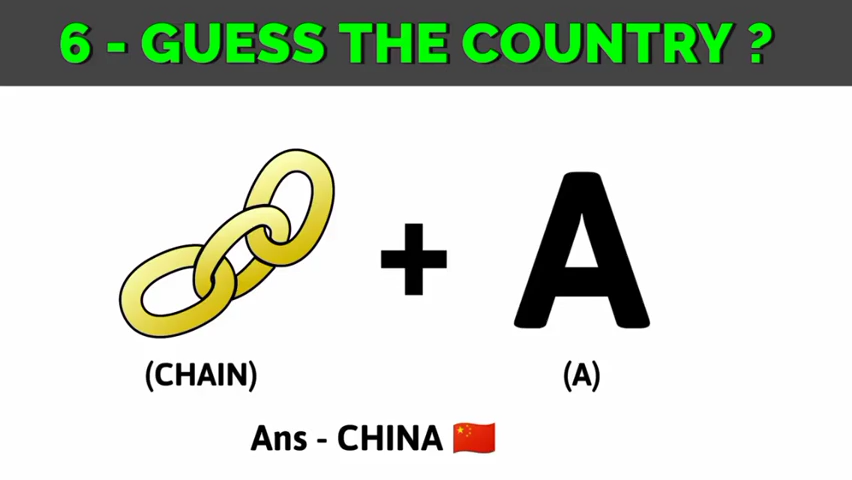 6 - GUESS THE COUNTRY ?
+ A
(CHAIN) (A)
Ans - CHINA 🇨🇳